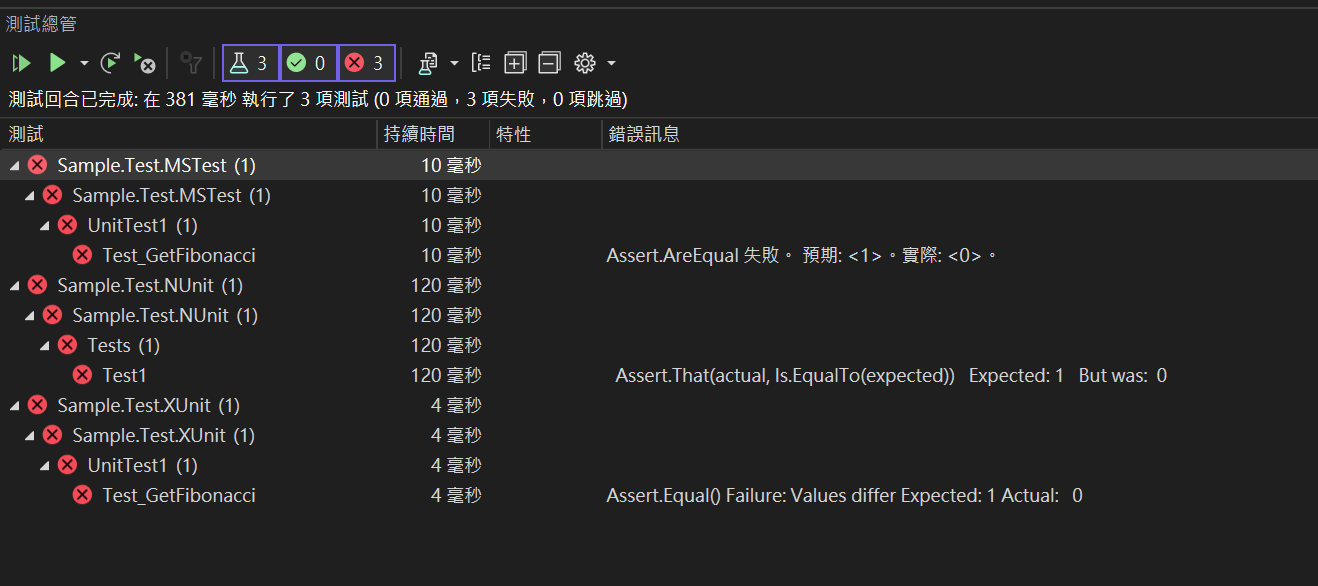 測試總管
3 0 3
測試回合已完成: 在 381 毫秒 執行了 3 項測試 (0 項通過，3 項失敗，0 項跳過)
測試 持續時間 特性 錯誤訊息
Sample.Test.MSTest (1) 10 毫秒
Sample.Test.MSTest (1) 10 毫秒
UnitTest1 (1) 10 毫秒
Test_GetFibonacci 10 毫秒 Assert.AreEqual 失敗。 預期: <1>。實際: <0>。
Sample.Test.NUnit (1) 120 毫秒
Sample.Test.NUnit (1) 120 毫秒
Tests (1) 120 毫秒
Test1 120 毫秒 Assert.That(actual, Is.EqualTo(expected)) Expected: 1 But was: 0
Sample.Test.XUnit (1) 4 毫秒
Sample.Test.XUnit (1) 4 毫秒
UnitTest1 (1) 4 毫秒
Test_GetFibonacci 4 毫秒 Assert.Equal() Failure: Values differ Expected: 1 Actual: 0